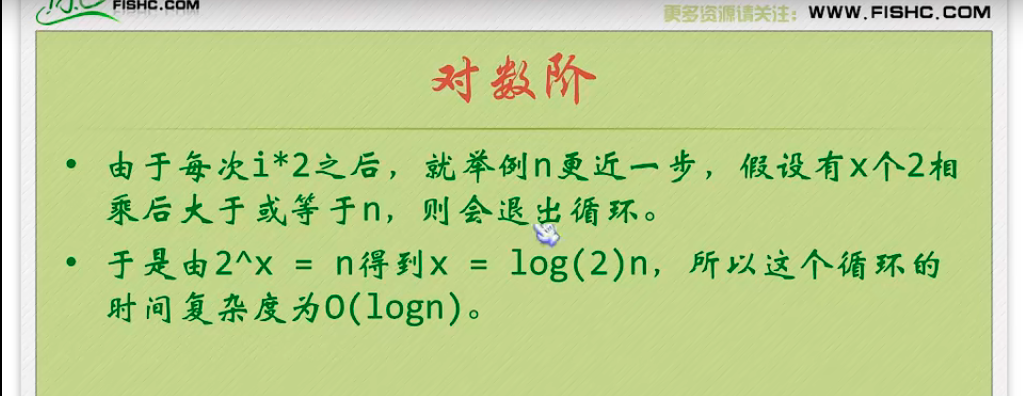 FISHC.COM
更多资源请关注：WWW.FISHC.COM
对数阶
• 由于每次i*2之后，就举例n更近一步，假设有x个2相
乘后大于或等于n，则会退出循环。
• 于是由2^x = n得到x = log(2)n，所以这个循环的
时间复杂度为O(logn)。